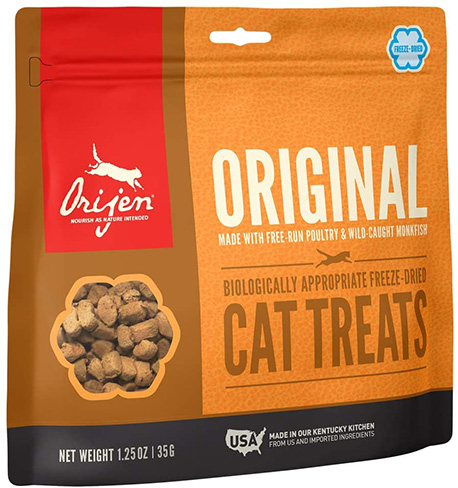 FREEZE-DRIED
Orijen
NOURISH AS NATURE INTENDED
ORIGINAL
MADE WITH FREE-RUN POULTRY & WILD-CAUGHT MONKFISH
BIOLOGICALLY APPROPRIATE FREEZE-DRIED
CAT TREATS
USA
MADE IN OUR KENTUCKY KITCHEN
FROM US AND IMPORTED INGREDIENTS
NET WEIGHT 1.25 OZ | 35G